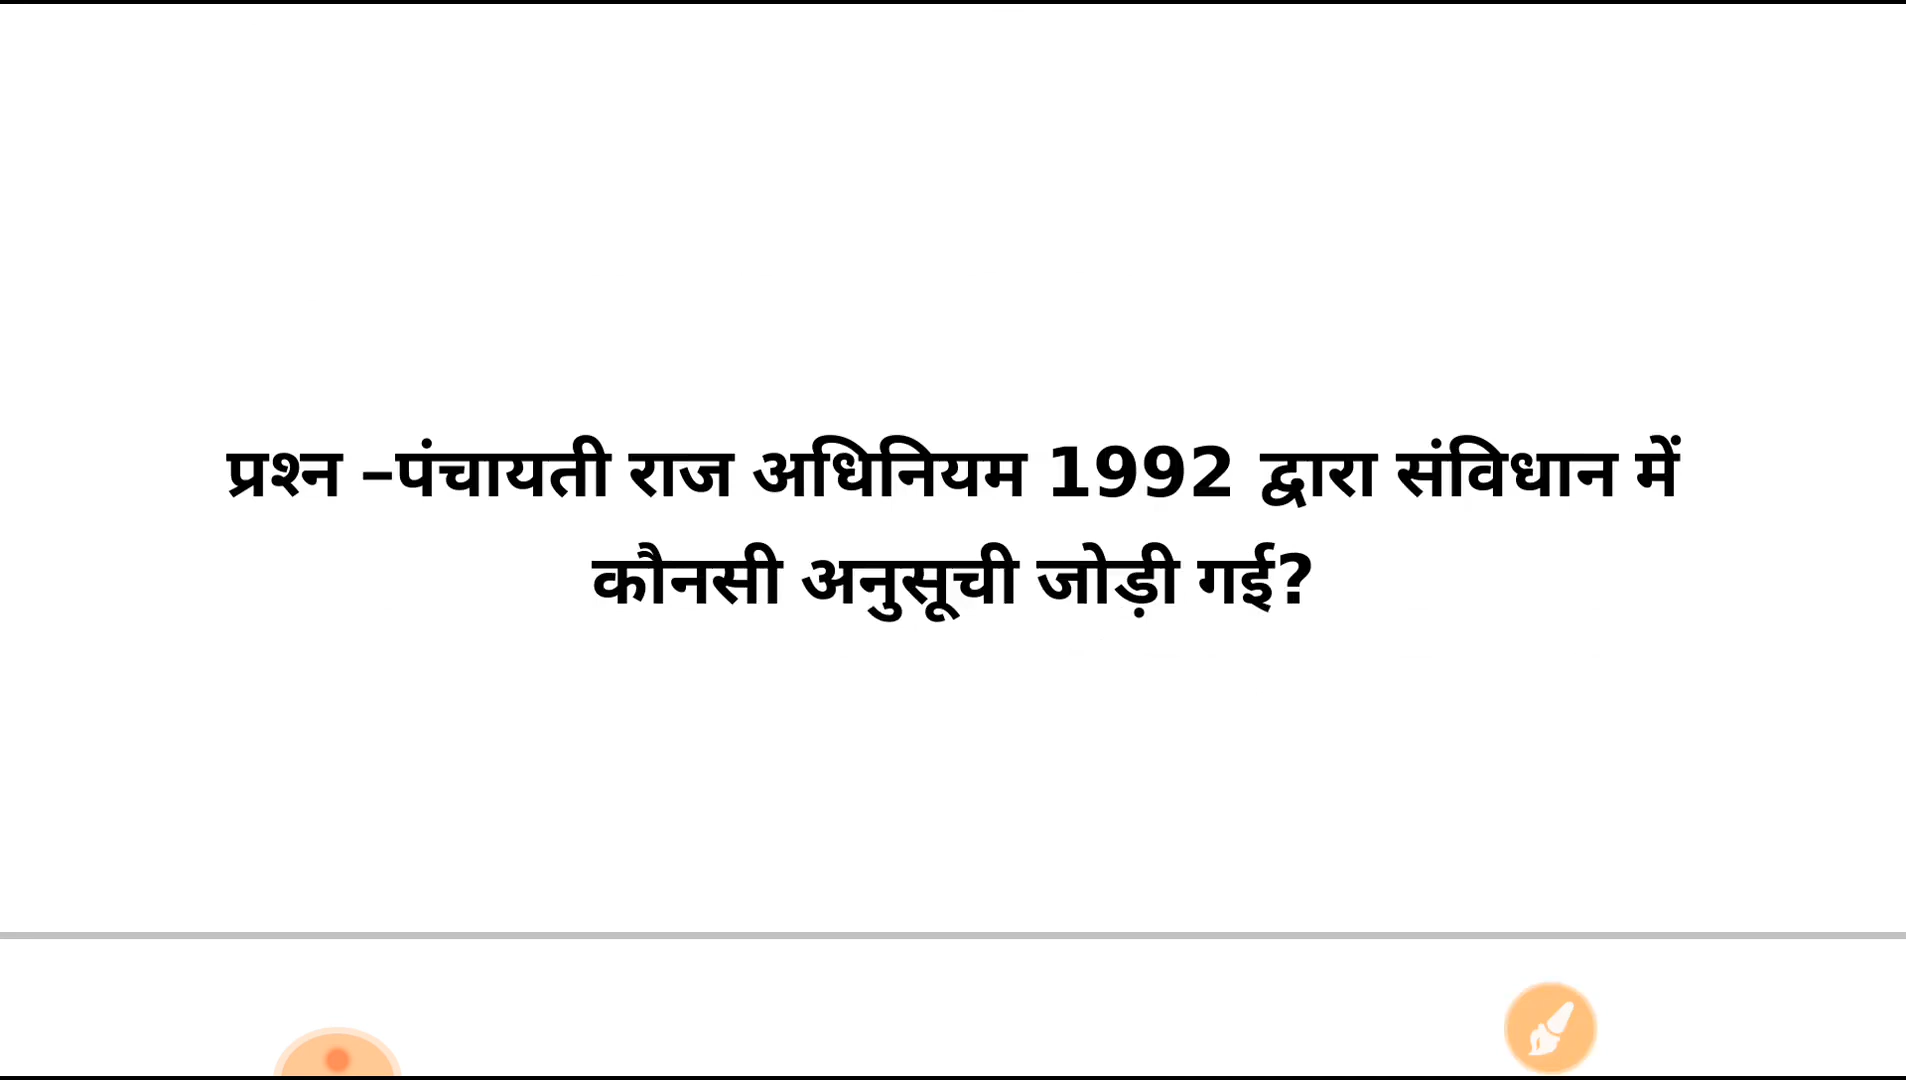 प्रश्न –पंचायती राज अधिनियम 1992 द्वारा संविधान में
कौनसी अनुसूची जोड़ी गई?